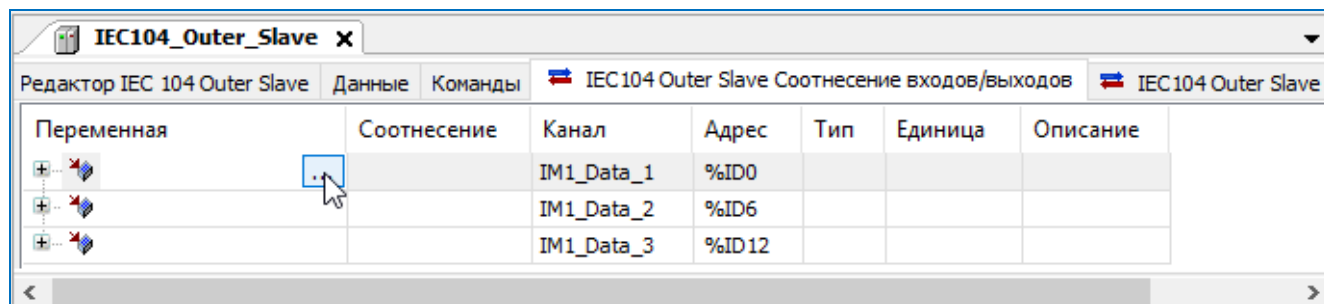 IEC104_Outer_Slave
Редактор IEC 104 Outer Slave Данные Команды IEC104 Outer Slave Соотнесение входов/выходов IEC104 Outer Slave
Переменная Соотнесение Канал Адрес Тип Единица Описание
... IM1_Data_1 %ID0
IM1_Data_2 %ID6
IM1_Data_3 %ID12